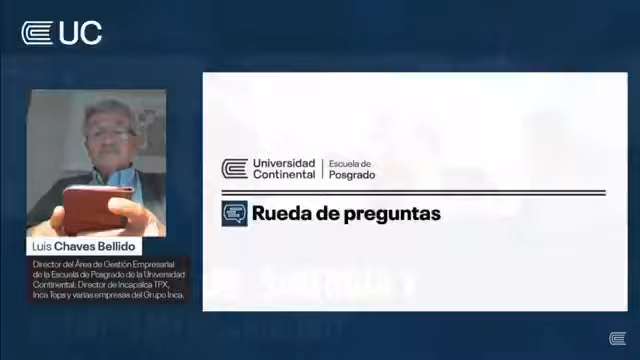 UC
Universidad
Continental
Escuela de
Posgrado
Rueda de preguntas
Luis Chaves Bellido
Director del Área de Gestión Empresarial
de la Escuela de Posgrado de la Universidad
Continental. Director de Incapalca TPX,
Inca Tops y varias empresas del Grupo Inca.